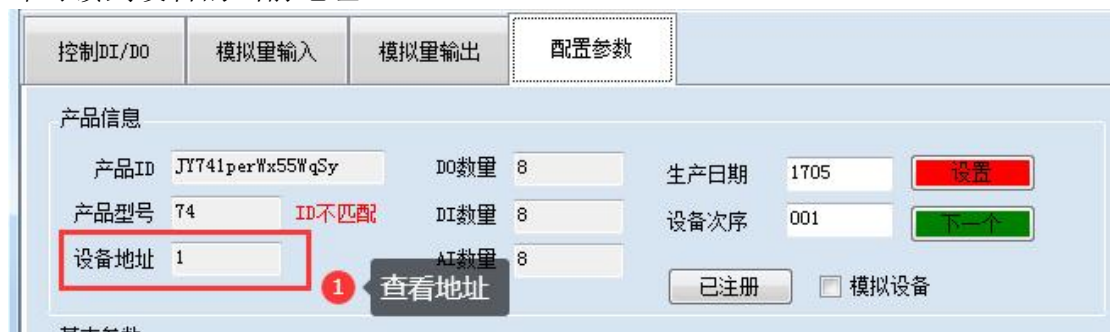 控制DI/DO 模拟量输入 模拟量输出 配置参数
产品信息
产品ID JY741perWx55WqSy DO数量 8 生产日期 1705 设置
产品型号 74 ID不匹配 DI数量 8 设备次序 001 下一个
设备地址 1 AI数量 8
1 查看地址 已注册 模拟设备